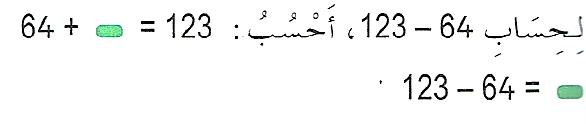 لِحِسَابِ 64 – 123، أَحْسُبُ : 123 = ▭ + 64
123 – 64 = ▭